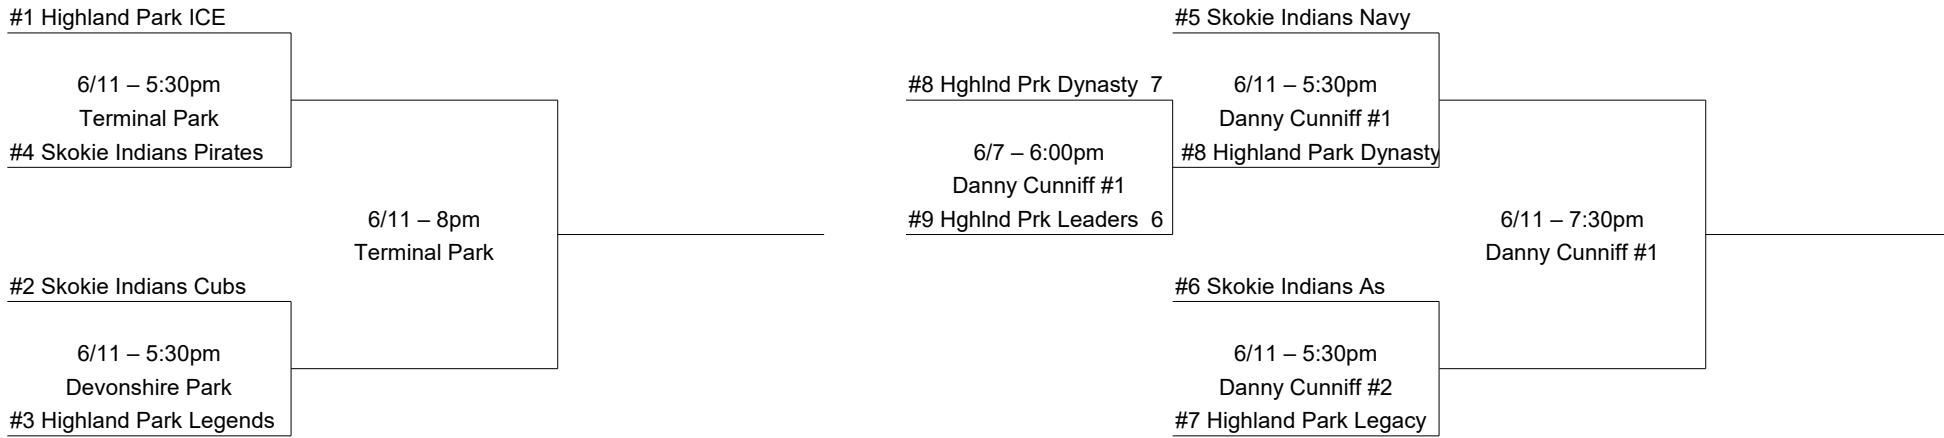 #1 Highland Park ICE
6/11 – 5:30pm
Terminal Park
#4 Skokie Indians Pirates
6/11 – 8pm
Terminal Park
#2 Skokie Indians Cubs
6/11 – 5:30pm
Devonshire Park
#3 Highland Park Legends
#8 Hghlnd Prk Dynasty 7
6/7 – 6:00pm
Danny Cunniff #1
#9 Hghlnd Prk Leaders 6
#5 Skokie Indians Navy
6/11 – 5:30pm
Danny Cunniff #1
#8 Highland Park Dynasty
6/11 – 7:30pm
Danny Cunniff #1
#6 Skokie Indians As
6/11 – 5:30pm
Danny Cunniff #2
#7 Highland Park Legacy